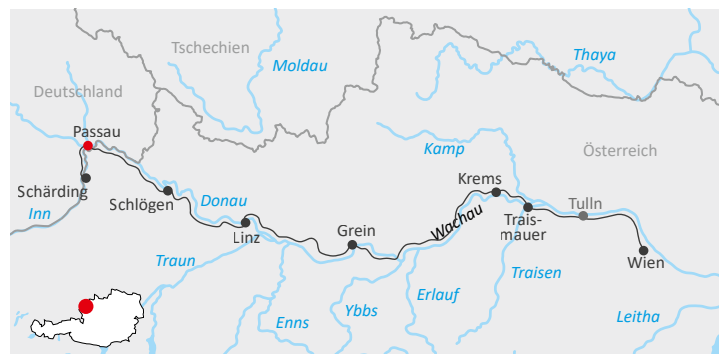 Tschechien
Moldau
Thaya
Deutschland
Passau
Kamp
Österreich
Schärding
Inn
Schlögen
Donau
Linz
Grein
Krems
Wachau
Trais-
mauer
Tulln
Wien
Traun
Enns
Ybbs
Erlauf
Traisen
Leitha